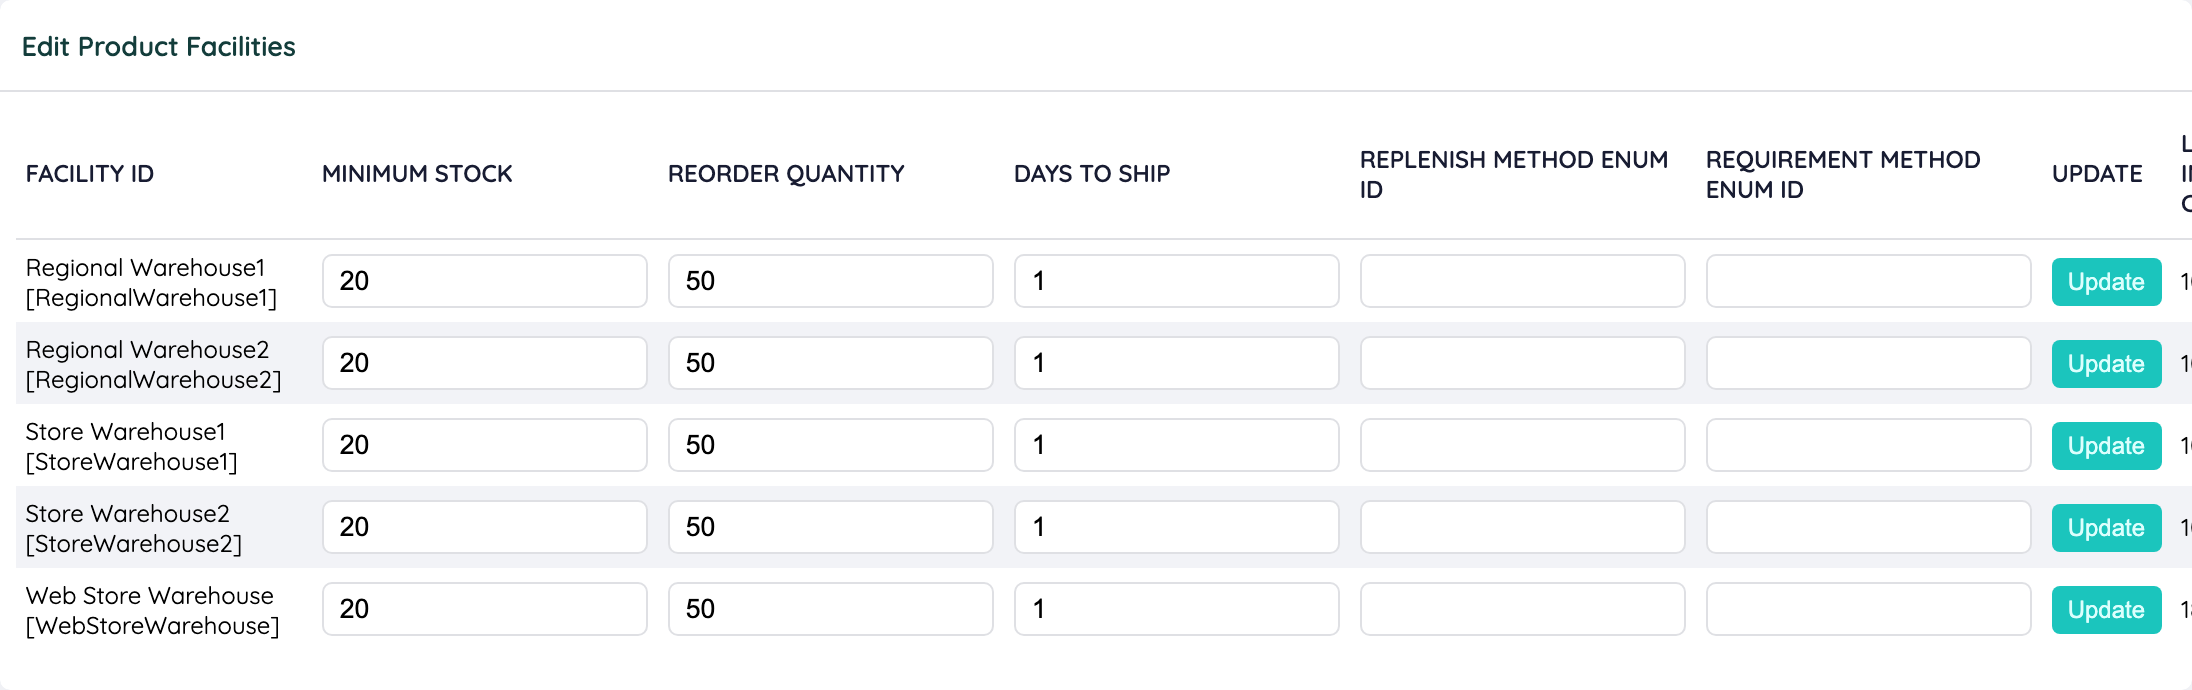 Edit Product Facilities
FACILITY ID
MINIMUM STOCK
REORDER QUANTITY
DAYS TO SHIP
REPLENISH METHOD ENUM
ID
REQUIREMENT METHOD
ENUM ID
UPDATE
Regional Warehouse1
[RegionalWarehouse1]
20
50
1
Update
Regional Warehouse2
[RegionalWarehouse2]
20
50
1
Update
Store Warehouse1
[StoreWarehouse1]
20
50
1
Update
Store Warehouse2
[StoreWarehouse2]
20
50
1
Update
Web Store Warehouse
[WebStoreWarehouse]
20
50
1
Update